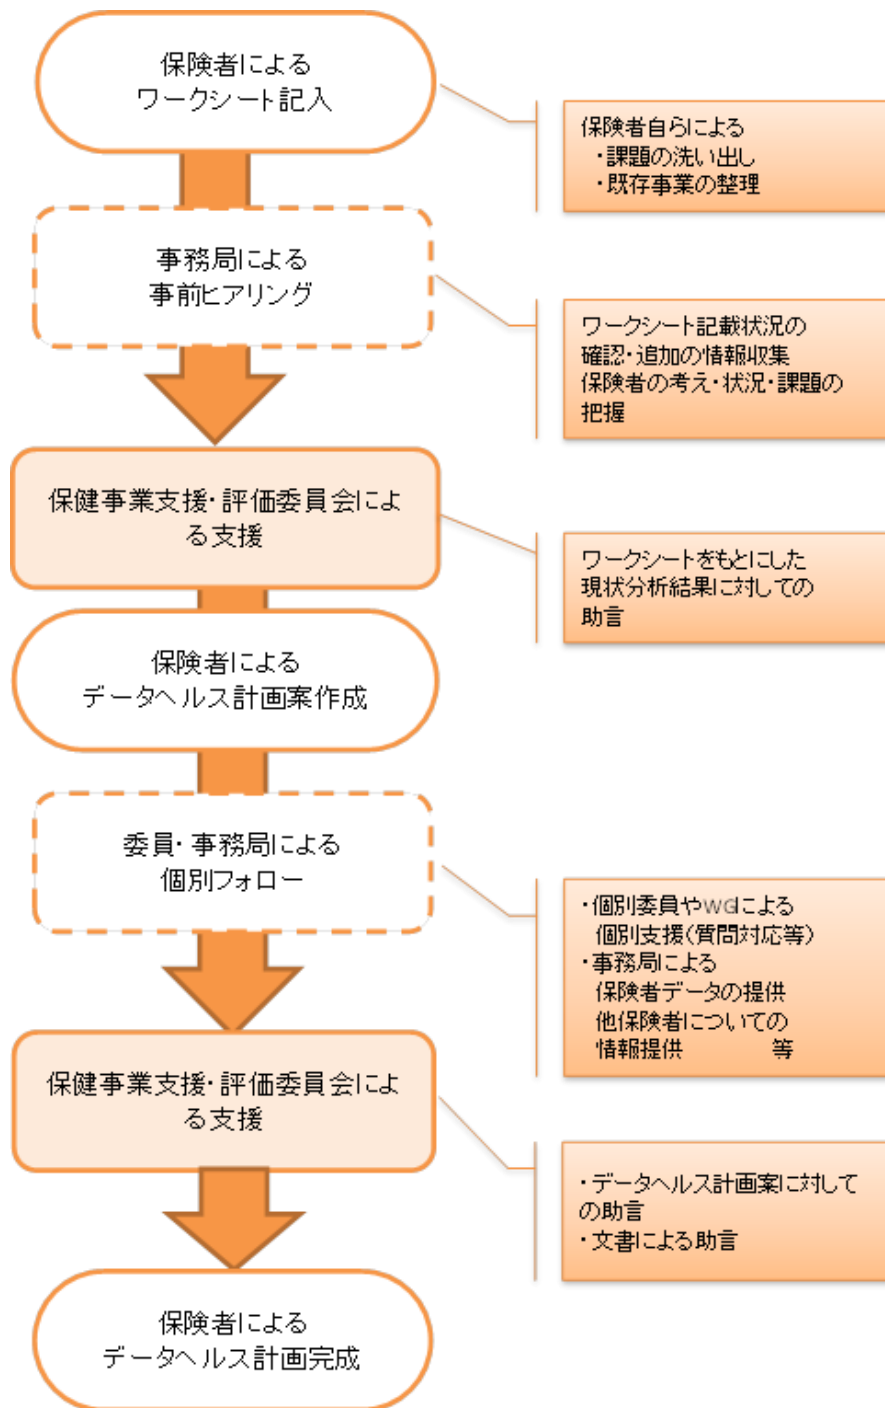 保険者による
ワークシート記入
保険者自らによる
・課題の洗い出し
・既存事業の整理
事務局による
事前ヒアリング
ワークシート記載状況の
確認・追加の情報収集
保険者の考え・状況・課題の
把握
保健事業支援・評価委員会によ
る支援
ワークシートをもとにした
現状分析結果に対しての
助言
保険者による
データヘルス計画案作成
委員・事務局による
個別フォロー
・個別委員やWGによる
個別支援(質問対応等)
・事務局による
保険者データの提供
他保険者についての
情報提供　　　等
保健事業支援・評価委員会によ
る支援
・データヘルス計画案に対して
の助言
・文書による助言
保険者による
データヘルス計画完成